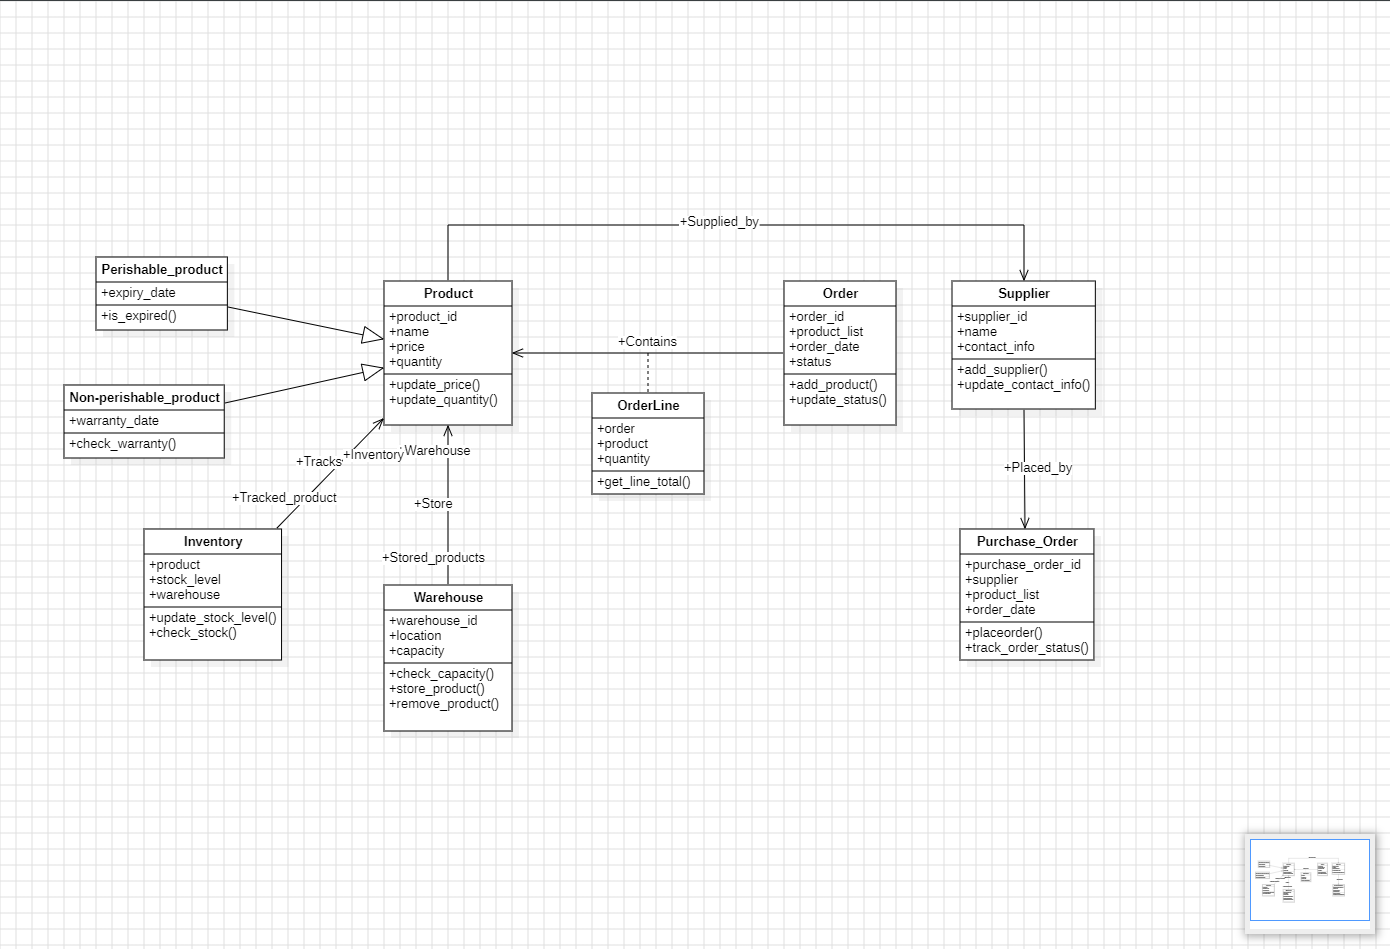 +Supplied_by
Perishable_product
+expiry_date
+is_expired()
Non-perishable_product
+warranty_date
+check_warranty()
Product
+product_id
+name
+price
+quantity
+update_price()
+update_quantity()
+Contains
Order
+order_id
+product_list
+order_date
+status
+add_product()
+update_status()
Supplier
+supplier_id
+name
+contact_info
+add_supplier()
+update_contact_info()
OrderLine
+order
+product
+quantity
+get_line_total()
+Tracks
+Inventory
Warehouse
+Tracked_product
+Store
+Stored_products
+Placed_by
Inventory
+product
+stock_level
+warehouse
+update_stock_level()
+check_stock()
Warehouse
+warehouse_id
+location
+capacity
+check_capacity()
+store_product()
+remove_product()
Purchase_Order
+purchase_order_id
+supplier
+product_list
+order_date
+placeorder()
+track_order_status()